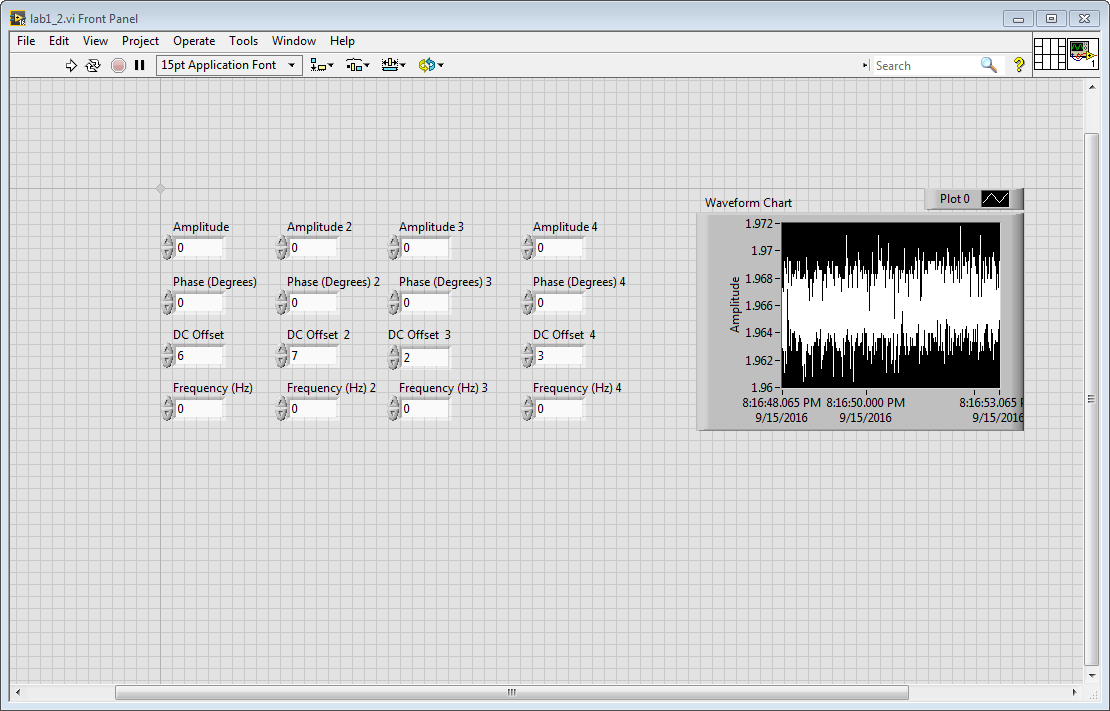 lab1_2.vi Front Panel
File Edit View Project Operate Tools Window Help
15pt Application Font
Search
?
1
Plot 0
Waveform Chart
Amplitude Amplitude 2 Amplitude 3 Amplitude 4
0 0 0 0
Phase (Degrees) Phase (Degrees) 2 Phase (Degrees) 3 Phase (Degrees) 4
0 0 0 0
DC Offset DC Offset 2 DC Offset 3 DC Offset 4
6 7 2 3
Frequency (Hz) Frequency (Hz) 2 Frequency (Hz) 3 Frequency (Hz) 4
0 0 0 0
Amplitude
1.972
1.97
1.968
1.966
1.964
1.962
1.96
8:16:48.065 PM 8:16:50.000 PM 8:16:53.065
9/15/2016 9/15/2016 9/15/2016